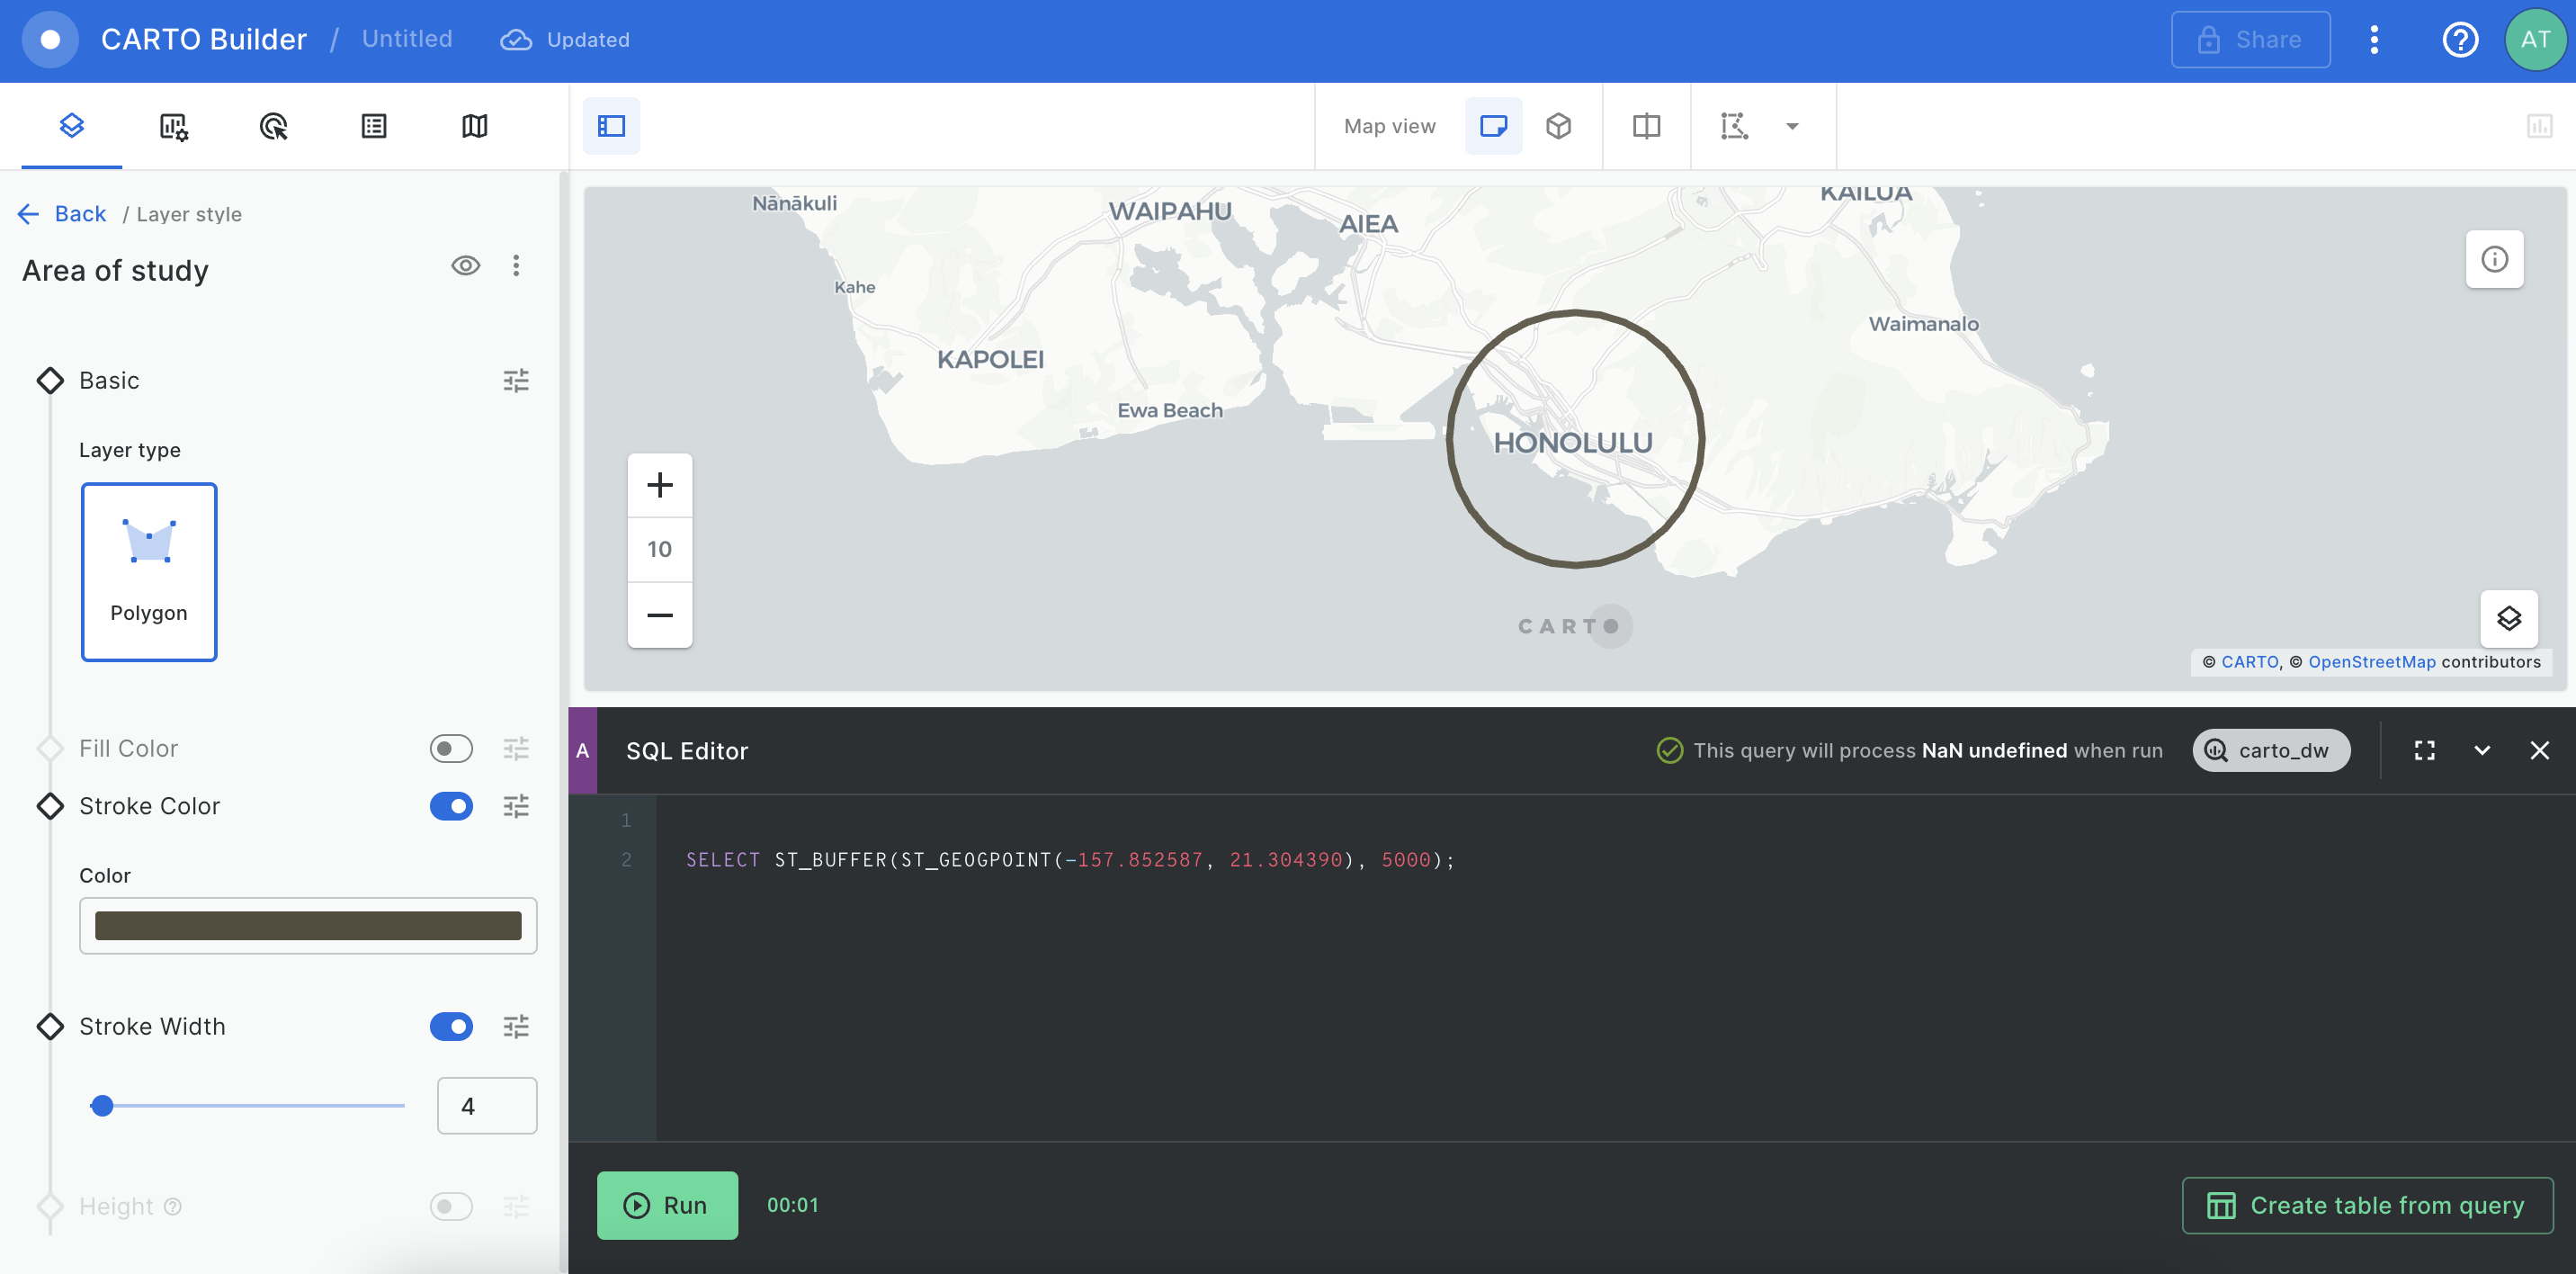 CARTO Builder / Untitled Updated
Share
AT
Map view
Back / Layer style
Area of study
Basic
Layer type
Polygon
Fill Color
Stroke Color
Color
Stroke Width
4
Height
Nānākuli
WAIPAHU
AIEA
KAILUA
Kahe
Waimanalo
KAPOLEI
Ewa Beach
HONOLULU
10
CARTO
© CARTO, © OpenStreetMap contributors
A
SQL Editor
This query will process NaN undefined when run
carto_dw
1
2 SELECT ST_BUFFER(ST_GEOGPOINT(-157.852587, 21.304390), 5000);
Run
00:01
Create table from query